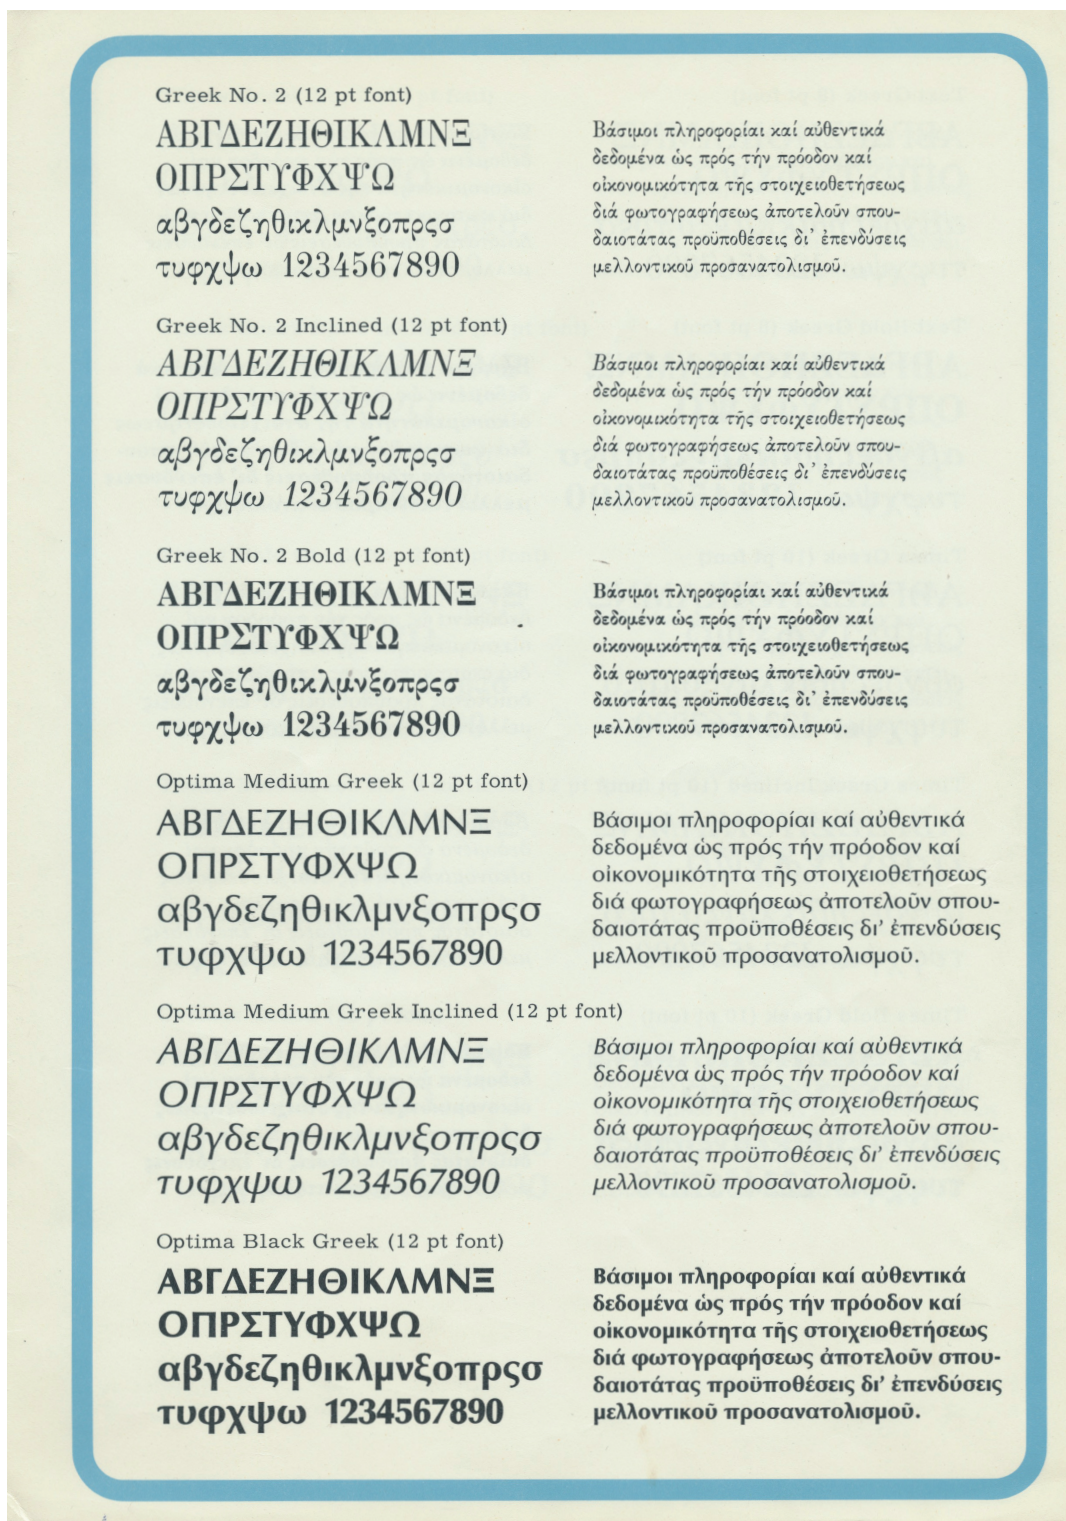 Greek No. 2 (12 pt font)
ΑΒΓΔΕΖΗΘΙΚΛΜΝΞ
ΟΠΡΣΤΥΦΧΨΩ
αβγδεζηθικλμνξοπρςσ
τυφχψω 1234567890
Βάσιμοι πληροφορίαι καί αὐθεντικά
δεδομένα ὡς πρός τήν πρόοδον καί
οἰκονομικότητα τῆς στοιχειοθετήσεως
διά φωτογραφήσεως ἀποτελοῦν σπου-
δαιοτάτας προϋποθέσεις δι’ ἐπενδύσεις
μελλοντικοῦ προσανατολισμοῦ.
Greek No. 2 Inclined (12 pt font)
ΑΒΓΔΕΖΗΘΙΚΛΜΝΞ
ΟΠΡΣΤΥΦΧΨΩ
αβγδεζηθικλμνξοπρςσ
τυφχψω 1234567890
Βάσιμοι πληροφορίαι καί αὐθεντικά
δεδομένα ὡς πρός τήν πρόοδον καί
οἰκονομικότητα τῆς στοιχειοθετήσεως
διά φωτογραφήσεως ἀποτελοῦν σπου-
δαιοτάτας προϋποθέσεις δι’ ἐπενδύσεις
μελλοντικοῦ προσανατολισμοῦ.
Greek No. 2 Bold (12 pt font)
ΑΒΓΔΕΖΗΘΙΚΛΜΝΞ
ΟΠΡΣΤΥΦΧΨΩ
αβγδεζηθικλμνξοπρςσ
τυφχψω 1234567890
Βάσιμοι πληροφορίαι καί αὐθεντικά
δεδομένα ὡς πρός τήν πρόοδον καί
οἰκονομικότητα τῆς στοιχειοθετήσεως
διά φωτογραφήσεως ἀποτελοῦν σπου-
δαιοτάτας προϋποθέσεις δι’ ἐπενδύσεις
μελλοντικοῦ προσανατολισμοῦ.
Optima Medium Greek (12 pt font)
ΑΒΓΔΕΖΗΘΙΚΛΜΝΞ
ΟΠΡΣΤΥΦΧΨΩ
αβγδεζηθικλμνξοπρςσ
τυφχψω 1234567890
Βάσιμοι πληροφορίαι καί αὐθεντικά
δεδομένα ὡς πρός τήν πρόοδον καί
οἰκονομικότητα τῆς στοιχειοθετήσεως
διά φωτογραφήσεως ἀποτελοῦν σπου-
δαιοτάτας προϋποθέσεις δι’ ἐπενδύσεις
μελλοντικοῦ προσανατολισμοῦ.
Optima Medium Greek Inclined (12 pt font)
ΑΒΓΔΕΖΗΘΙΚΛΜΝΞ
ΟΠΡΣΤΥΦΧΨΩ
αβγδεζηθικλμνξοπρςσ
τυφχψω 1234567890
Βάσιμοι πληροφορίαι καί αὐθεντικά
δεδομένα ὡς πρός τήν πρόοδον καί
οἰκονομικότητα τῆς στοιχειοθετήσεως
διά φωτογραφήσεως ἀποτελοῦν σπου-
δαιοτάτας προϋποθέσεις δι’ ἐπενδύσεις
μελλοντικοῦ προσανατολισμοῦ.
Optima Black Greek (12 pt font)
ΑΒΓΔΕΖΗΘΙΚΛΜΝΞ
ΟΠΡΣΤΥΦΧΨΩ
αβγδεζηθικλμνξοπρςσ
τυφχψω 1234567890
Βάσιμοι πληροφορίαι καί αὐθεντικά
δεδομένα ὡς πρός τήν πρόοδον καί
οἰκονομικότητα τῆς στοιχειοθετήσεως
διά φωτογραφήσεως ἀποτελοῦν σπου-
δαιοτάτας προϋποθέσεις δι’ ἐπενδύσεις
μελλοντικοῦ προσανατολισμοῦ.